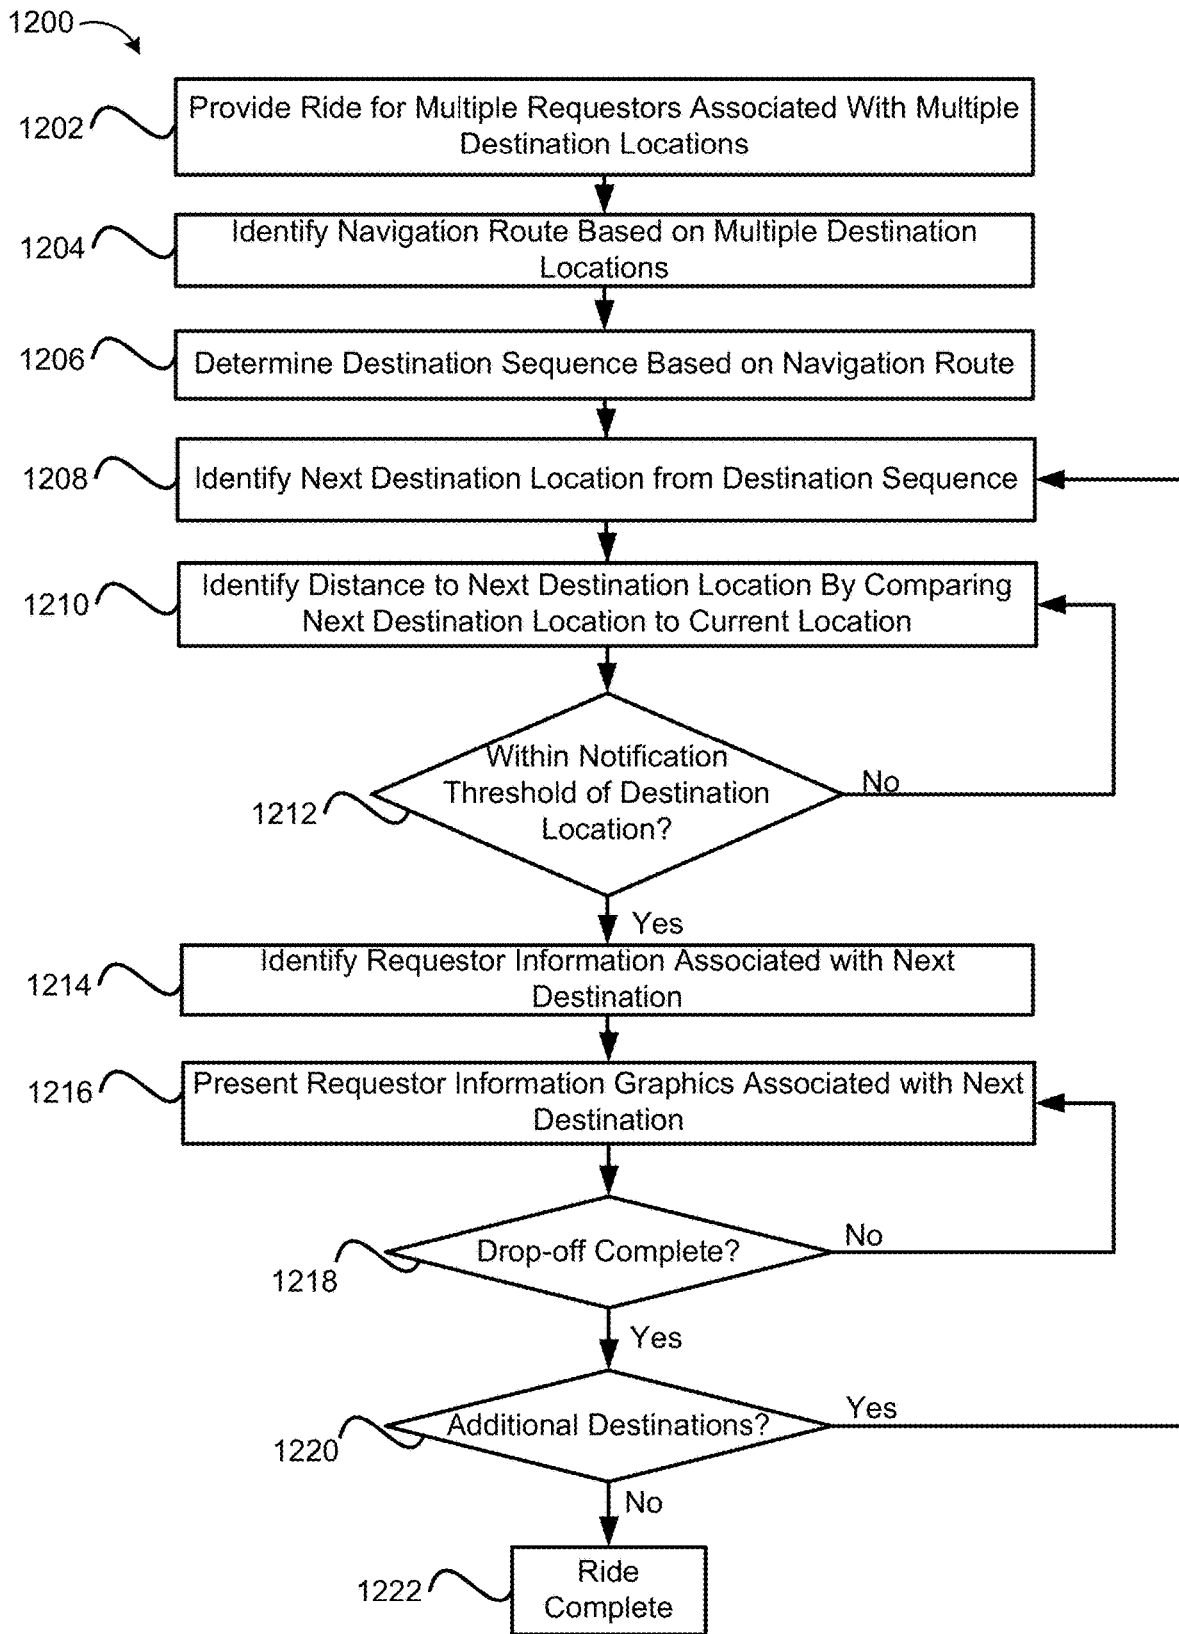 1200
Provide Ride for Multiple Requestors Associated With Multiple
Destination Locations
1202
Identify Navigation Route Based on Multiple Destination
Locations
1204
Determine Destination Sequence Based on Navigation Route
1206
Identify Next Destination Location from Destination Sequence
1208
Identify Distance to Next Destination Location By Comparing
Next Destination Location to Current Location
1210
Within Notification
Threshold of Destination
Location?
No
1212
Yes
Identify Requestor Information Associated with Next
Destination
1214
Present Requestor Information Graphics Associated with Next
Destination
1216
Drop-off Complete?
No
1218
Yes
Additional Destinations?
Yes
1220
No
Ride
Complete
1222